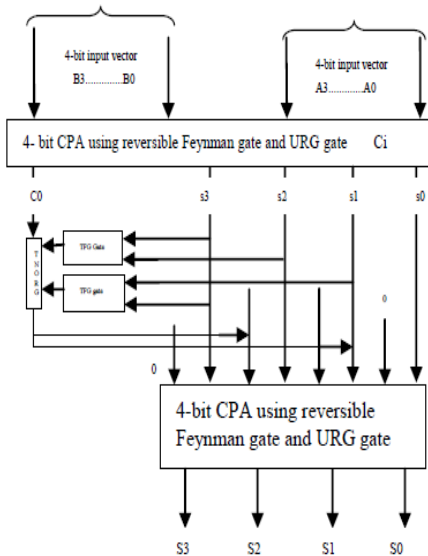 4-bit input vector
B3..............B0
4-bit input vector
A3.............A0
4- bit CPA using reversible Feynman gate and URG gate Ci
C0 s3 s2 s1 s0
TFG Gate
TNORG
TFG gate
0
0
4-bit CPA using reversible
Feynman gate and URG gate
S3 S2 S1 S0